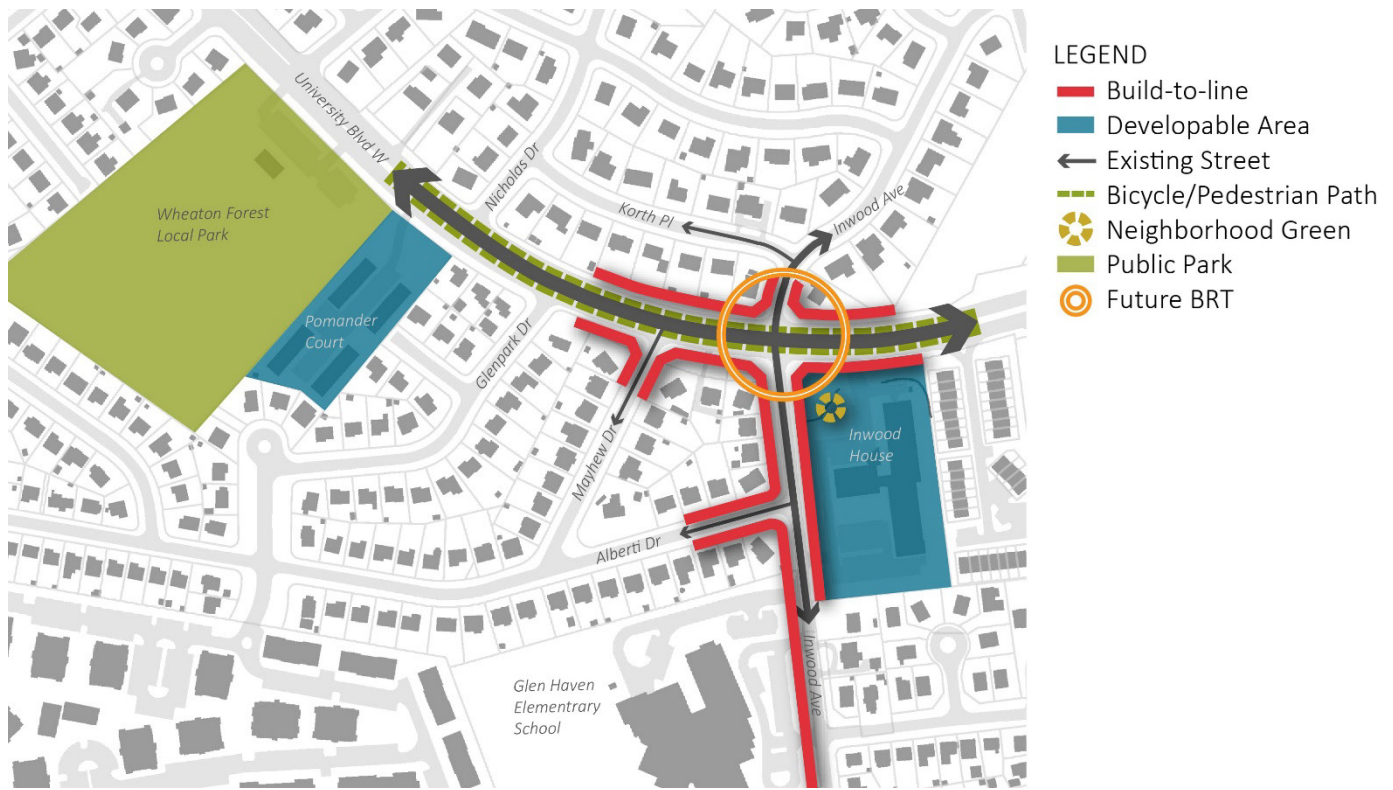 University Blvd W
Nicholas Dr
Korth Pl
Inwood Ave
Wheaton Forest
Local Park
Pomander
Court
Glenpark Dr
Mayhew Dr
Inwood
House
Alberti Dr
Inwood Ave
Glen Haven
Elementrary
School
LEGEND
Build-to-line
Developable Area
Existing Street
Bicycle/Pedestrian Path
Neighborhood Green
Public Park
Future BRT